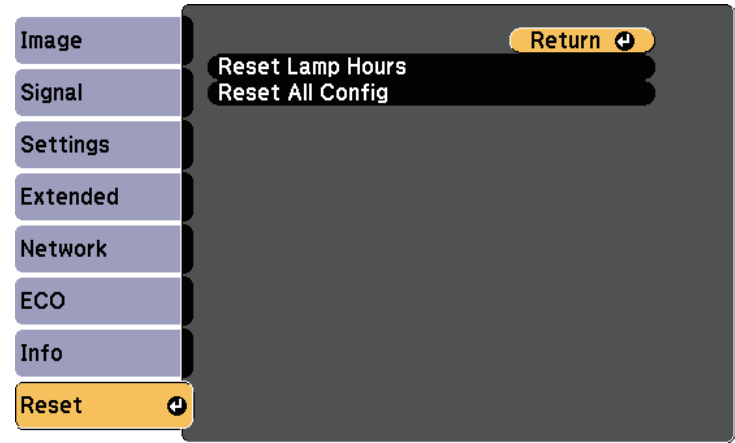 Image
Signal
Settings
Extended
Network
ECO
Info
Reset
Return
Reset Lamp Hours
Reset All Config